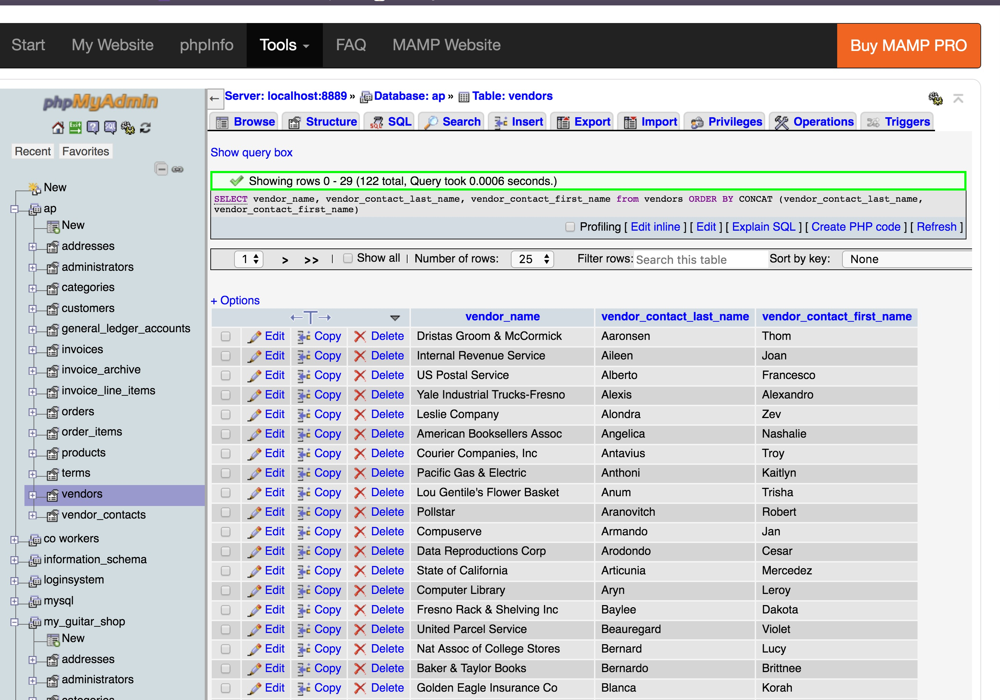 Start My Website phpInfo Tools FAQ MAMP Website Buy MAMP PRO
phpMyAdmin
Recent Favorites
New
ap
New
addresses
administrators
categories
customers
general_ledger_accounts
invoices
invoice_archive
invoice_line_items
orders
order_items
products
terms
vendors
vendor_contacts
co workers
information_schema
loginsystem
mysql
my_guitar_shop
New
addresses
administrators
categories
Server: localhost:8889 » Database: ap » Table: vendors
Browse Structure SQL Search Insert Export Import Privileges Operations Triggers
Show query box
Showing rows 0 - 29 (122 total, Query took 0.0006 seconds.)
SELECT vendor_name, vendor_contact_last_name, vendor_contact_first_name from vendors ORDER BY CONCAT (vendor_contact_last_name,
vendor_contact_first_name)
Profiling [ Edit inline ] [ Edit ] [ Explain SQL ] [ Create PHP code ] [ Refresh ]
1 > >> | Show all | Number of rows: 25 Filter rows: Search this table Sort by key: None
+ Options
←T→ vendor_name vendor_contact_last_name vendor_contact_first_name
Edit Copy Delete Dristas Groom & McCormick Aaronsen Thom
Edit Copy Delete Internal Revenue Service Aileen Joan
Edit Copy Delete US Postal Service Alberto Francesco
Edit Copy Delete Yale Industrial Trucks-Fresno Alexis Alexandro
Edit Copy Delete Leslie Company Alondra Zev
Edit Copy Delete American Booksellers Assoc Angelica Nashalie
Edit Copy Delete Courier Companies, Inc Antavius Troy
Edit Copy Delete Pacific Gas & Electric Anthoni Kaitlyn
Edit Copy Delete Lou Gentile's Flower Basket Anum Trisha
Edit Copy Delete Pollstar Aranovitch Robert
Edit Copy Delete Compuserve Armando Jan
Edit Copy Delete Data Reproductions Corp Arodondo Cesar
Edit Copy Delete State of California Articunia Mercedez
Edit Copy Delete Computer Library Aryn Leroy
Edit Copy Delete Fresno Rack & Shelving Inc Baylee Dakota
Edit Copy Delete United Parcel Service Beauregard Violet
Edit Copy Delete Nat Assoc of College Stores Bernard Lucy
Edit Copy Delete Baker & Taylor Books Bernardo Brittnee
Edit Copy Delete Golden Eagle Insurance Co Blanca Korah